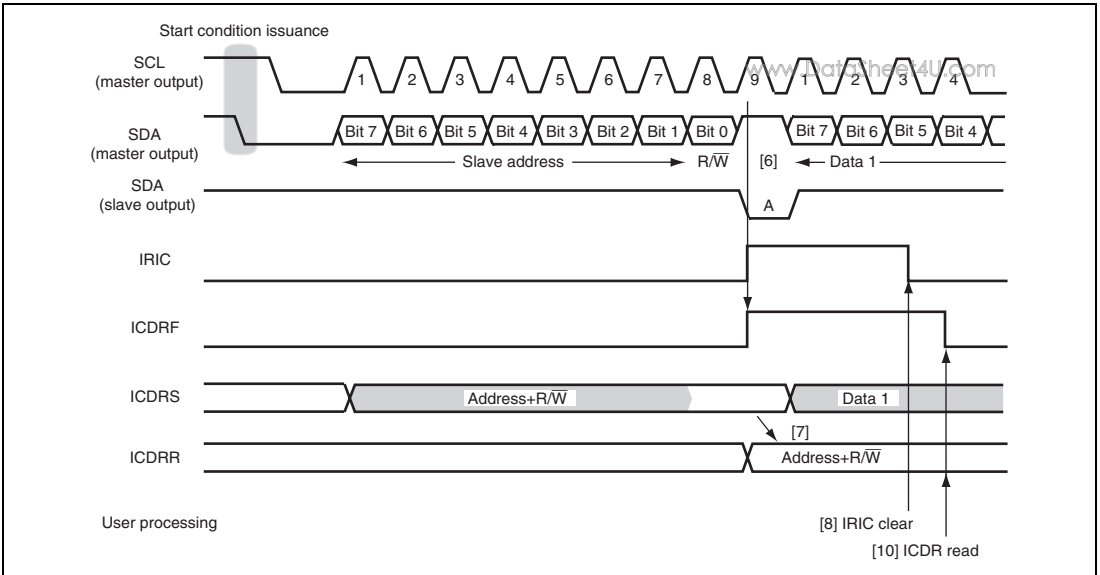 Start condition issuance
SCL
(master output)
1 2 3 4 5 6 7 8 9 1 2 3 4
www.DataSheet4U.com
SDA
(master output)
Bit 7 Bit 6 Bit 5 Bit 4 Bit 3 Bit 2 Bit 1 Bit 0 Bit 7 Bit 6 Bit 5 Bit 4
Slave address R/W̅ [6] Data 1
SDA
(slave output)
A
IRIC
ICDRF
ICDRS
Address+R/W̅ Data 1
[7]
ICDRR
Address+R/W̅
User processing
[8] IRIC clear
[10] ICDR read